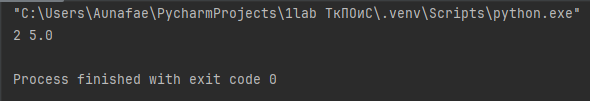 "C:\Users\Aunafae\PycharmProjects\1lab ТкПОиС\.venv\Scripts\python.exe"
2 5.0
Process finished with exit code 0